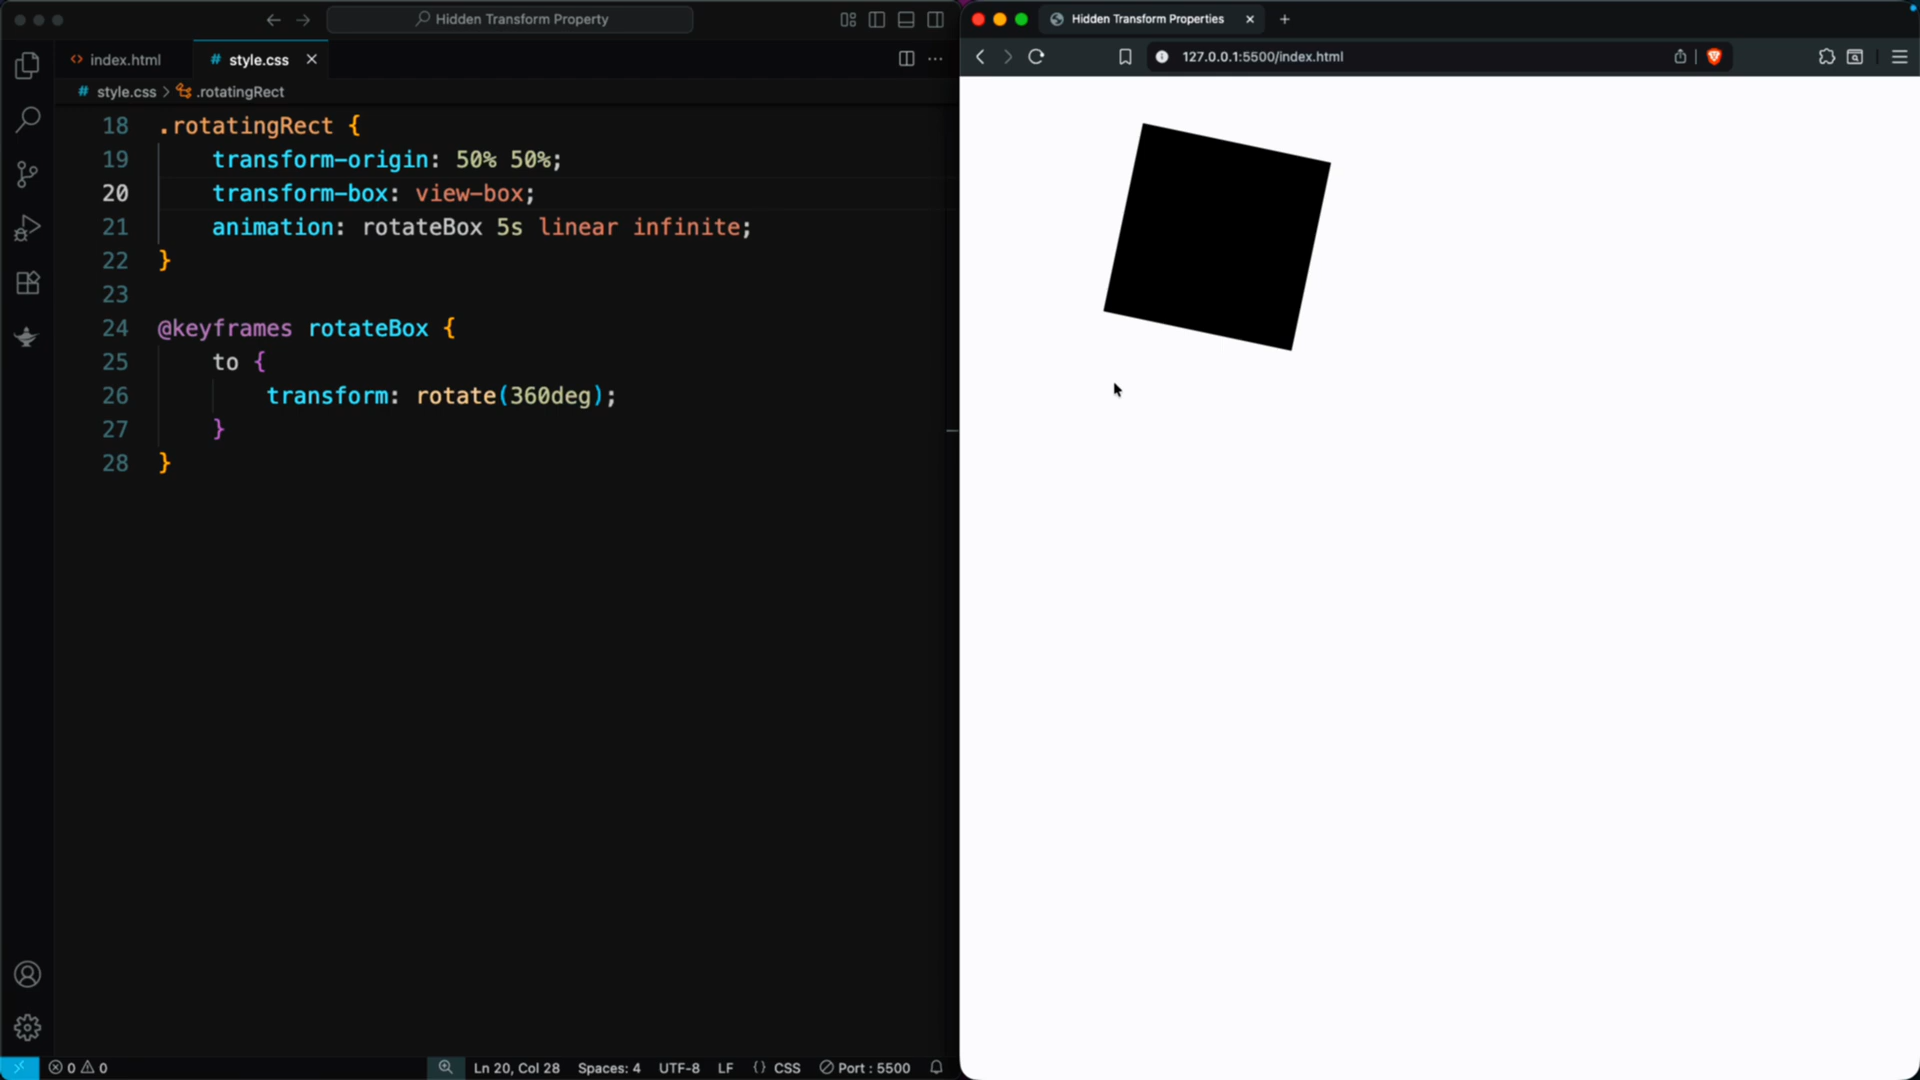 Hidden Transform Property
index.html
style.css
style.css > .rotatingRect
18 .rotatingRect {
19 transform-origin: 50% 50%;
20 transform-box: view-box;
21 animation: rotateBox 5s linear infinite;
22 }
23
24 @keyframes rotateBox {
25 to {
26 transform: rotate(360deg);
27 }
28 }
0 0
Ln 20, Col 28 Spaces: 4 UTF-8 LF {} CSS Port : 5500
Hidden Transform Properties
127.0.0.1:5500/index.html